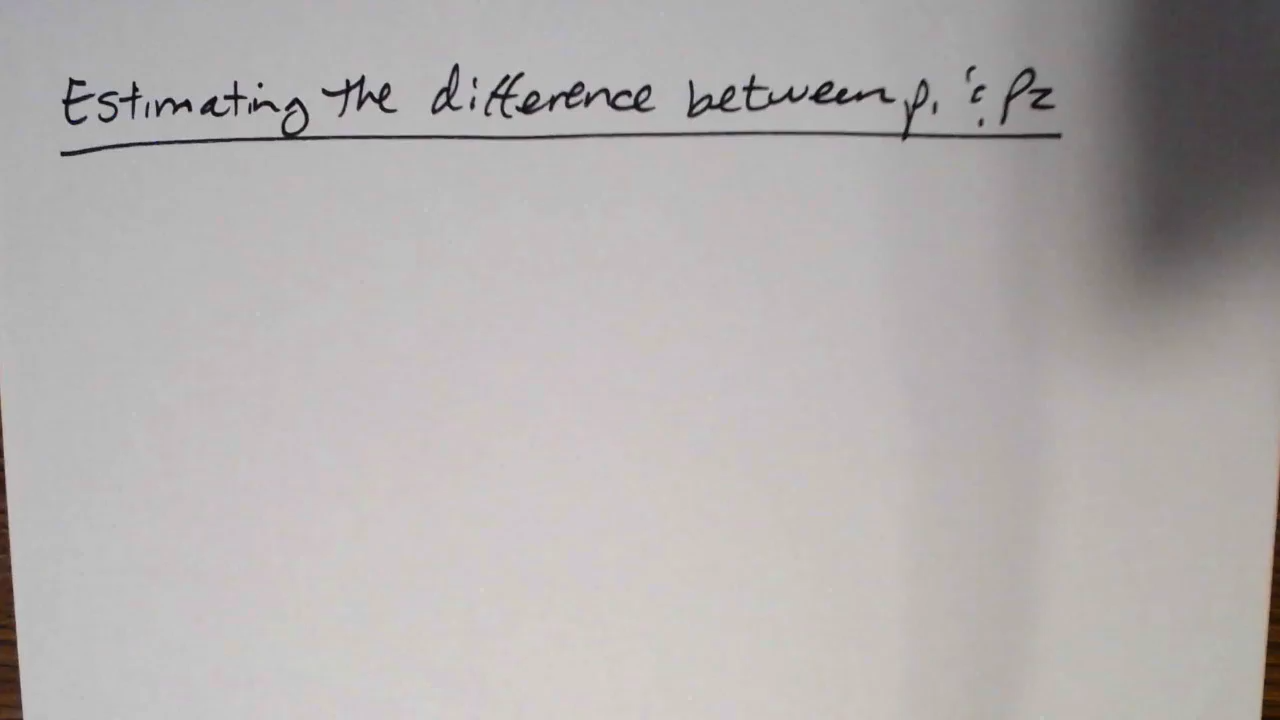 Estimating the difference between p₁ & p₂